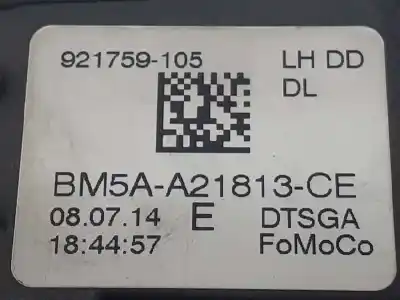 921759-105 LH DD
DL
BM5A-A21813-CE
08.07.14 E DTSGA
18:44:57 FoMoCo